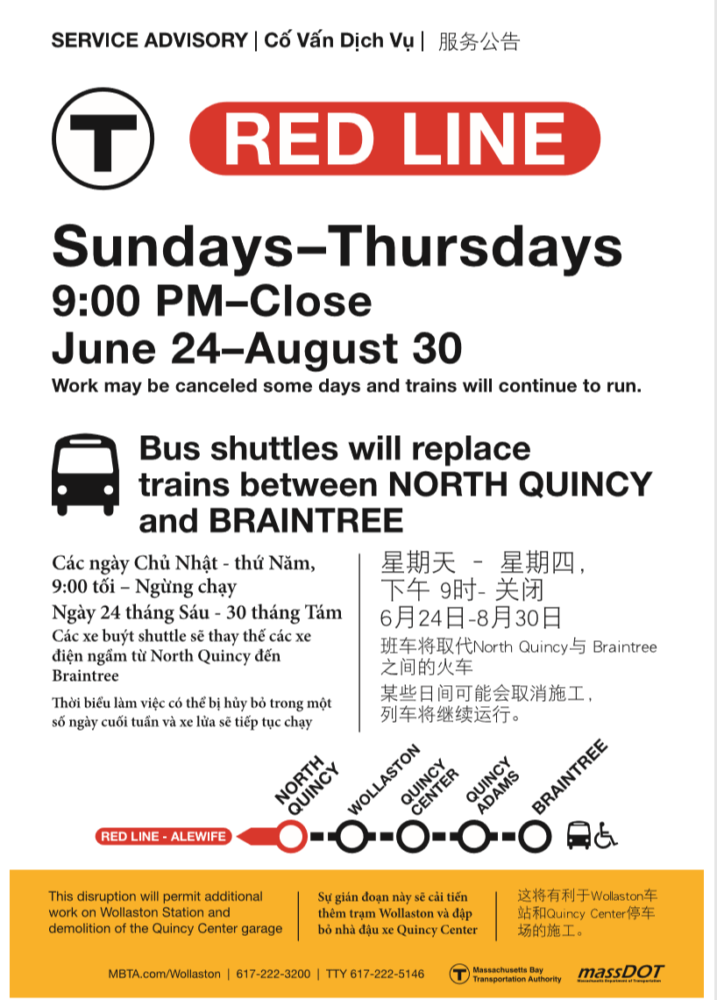 SERVICE ADVISORY | Cố Vấn Dịch Vụ | 服务公告
T RED LINE
Sundays–Thursdays
9:00 PM–Close
June 24–August 30
Work may be canceled some days and trains will continue to run.
Bus shuttles will replace
trains between NORTH QUINCY
and BRAINTREE
Các ngày Chủ Nhật - thứ Năm,
9:00 tối – Ngừng chạy
Ngày 24 tháng Sáu - 30 tháng Tám
Các xe buýt shuttle sẽ thay thế các xe
điện ngầm từ North Quincy đến
Braintree
Thời biểu làm việc có thể bị hủy bỏ trong một
số ngày cuối tuần và xe lửa sẽ tiếp tục chạy
星期天 - 星期四,
下午 9时- 关闭
6月24日-8月30日
班车将取代North Quincy与 Braintree
之间的火车
某些日间可能会取消施工,
列车将继续运行。
NORTH
QUINCY
WOLLASTON
QUINCY
CENTER
QUINCY
ADAMS
BRAINTREE
RED LINE - ALEWIFE
This disruption will permit additional
work on Wollaston Station and
demolition of the Quincy Center garage
Sự gián đoạn này sẽ cải tiến
thêm trạm Wollaston và đập
bỏ nhà đậu xe Quincy Center
这将有利于Wollaston车
站和Quincy Center停车
场的施工。
MBTA.com/Wollaston | 617-222-3200 | TTY 617-222-5146
T Massachusetts Bay
Transportation Authority
massDOT
Massachusetts Department of Transportation